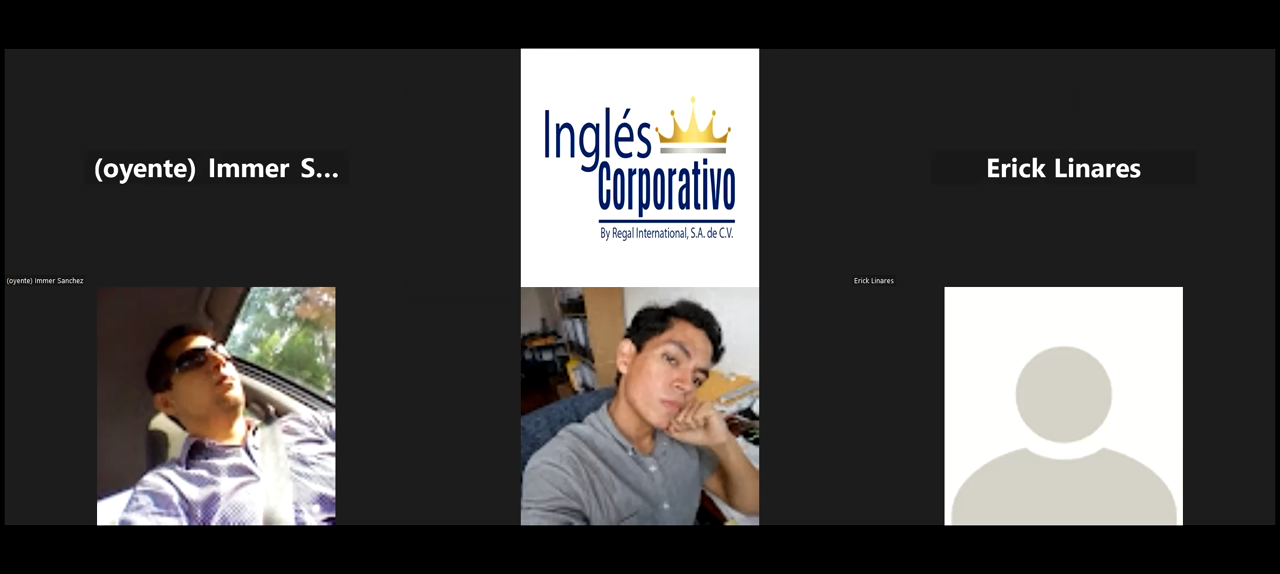 (oyente) Immer S...
Inglés
Corporativo
By Regal International, S.A. de C.V.
Erick Linares
(oyente) Immer Sanchez
Erick Linares